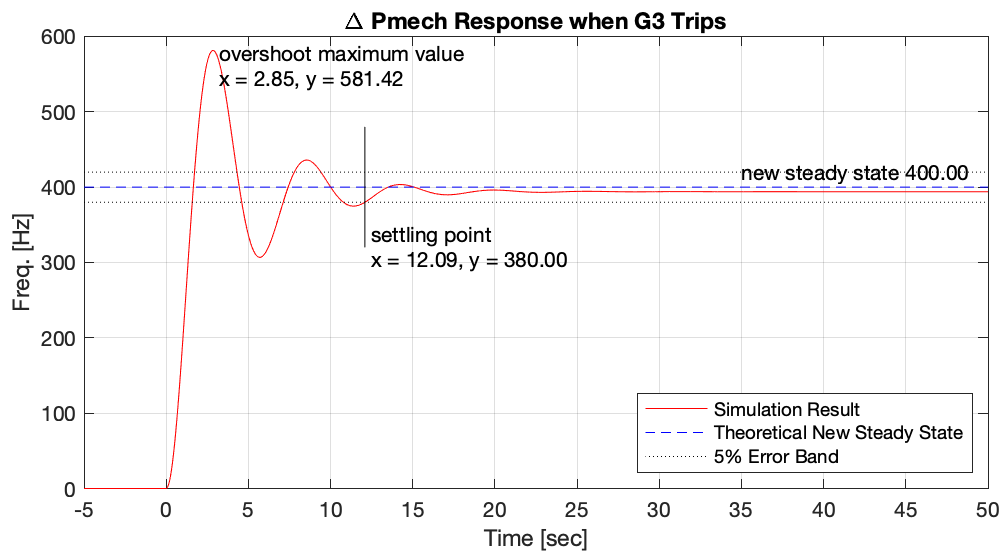 ∆ Pmech Response when G3 Trips
600
500
400
300
200
100
0
Freq. [Hz]
overshoot maximum value
x = 2.85, y = 581.42
new steady state 400.00
settling point
x = 12.09, y = 380.00
Simulation Result
Theoretical New Steady State
5% Error Band
-5 0 5 10 15 20 25 30 35 40 45 50
Time [sec]